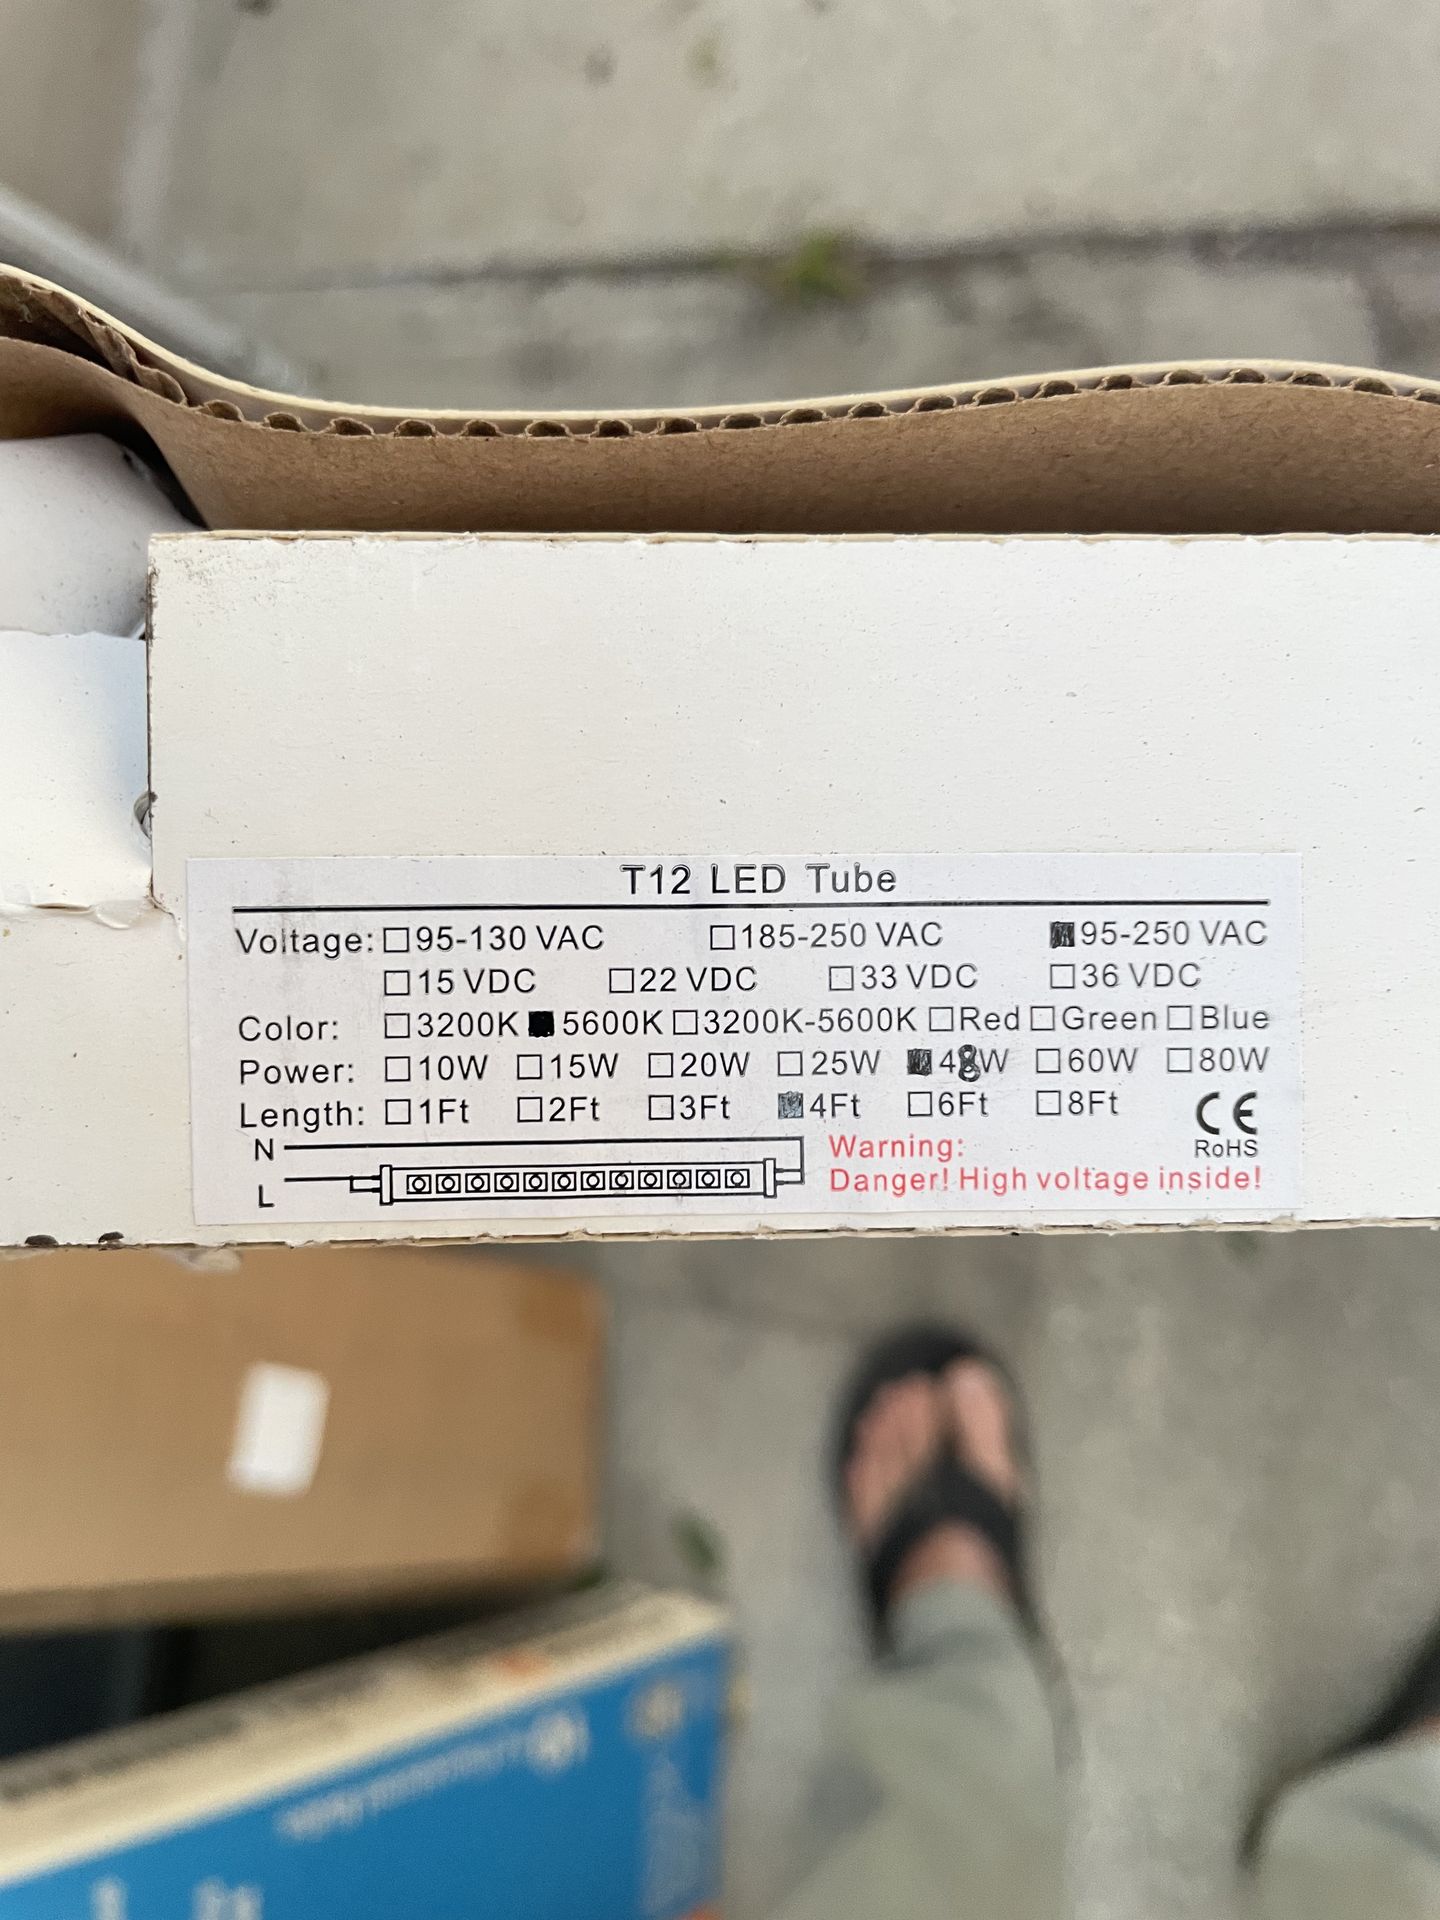 T12 LED Tube
Voltage: □95-130 VAC □185-250 VAC ■95-250 VAC
□15 VDC □22 VDC □33 VDC □36 VDC
Color: □3200K ■5600K □3200K-5600K □Red □Green □Blue
Power: □10W □15W □20W □25W ■48W □60W □80W
Length: □1Ft □2Ft □3Ft ■4Ft □6Ft □8Ft CE
RoHS
N
L
Warning:
Danger! High voltage inside!